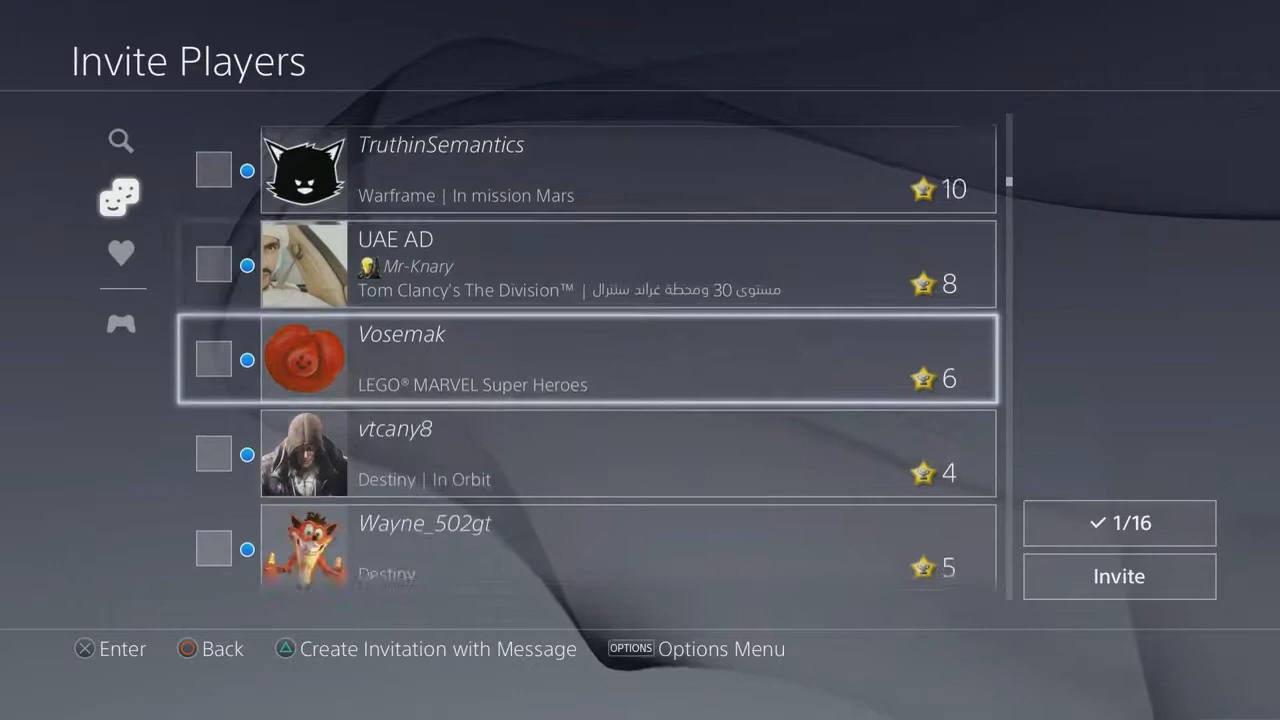 Invite Players
TruthinSemantics
Warframe | In mission Mars
10
UAE AD
Mr-Knary
Tom Clancy's The Division™ | مستوى 30 ومحطة غراند سنترال
8
Vosemak
LEGO® MARVEL Super Heroes
6
vtcany8
Destiny | In Orbit
4
Wayne_502gt
Destiny
5
✓ 1/16
Invite
Enter
Back
Create Invitation with Message
OPTIONS Options Menu